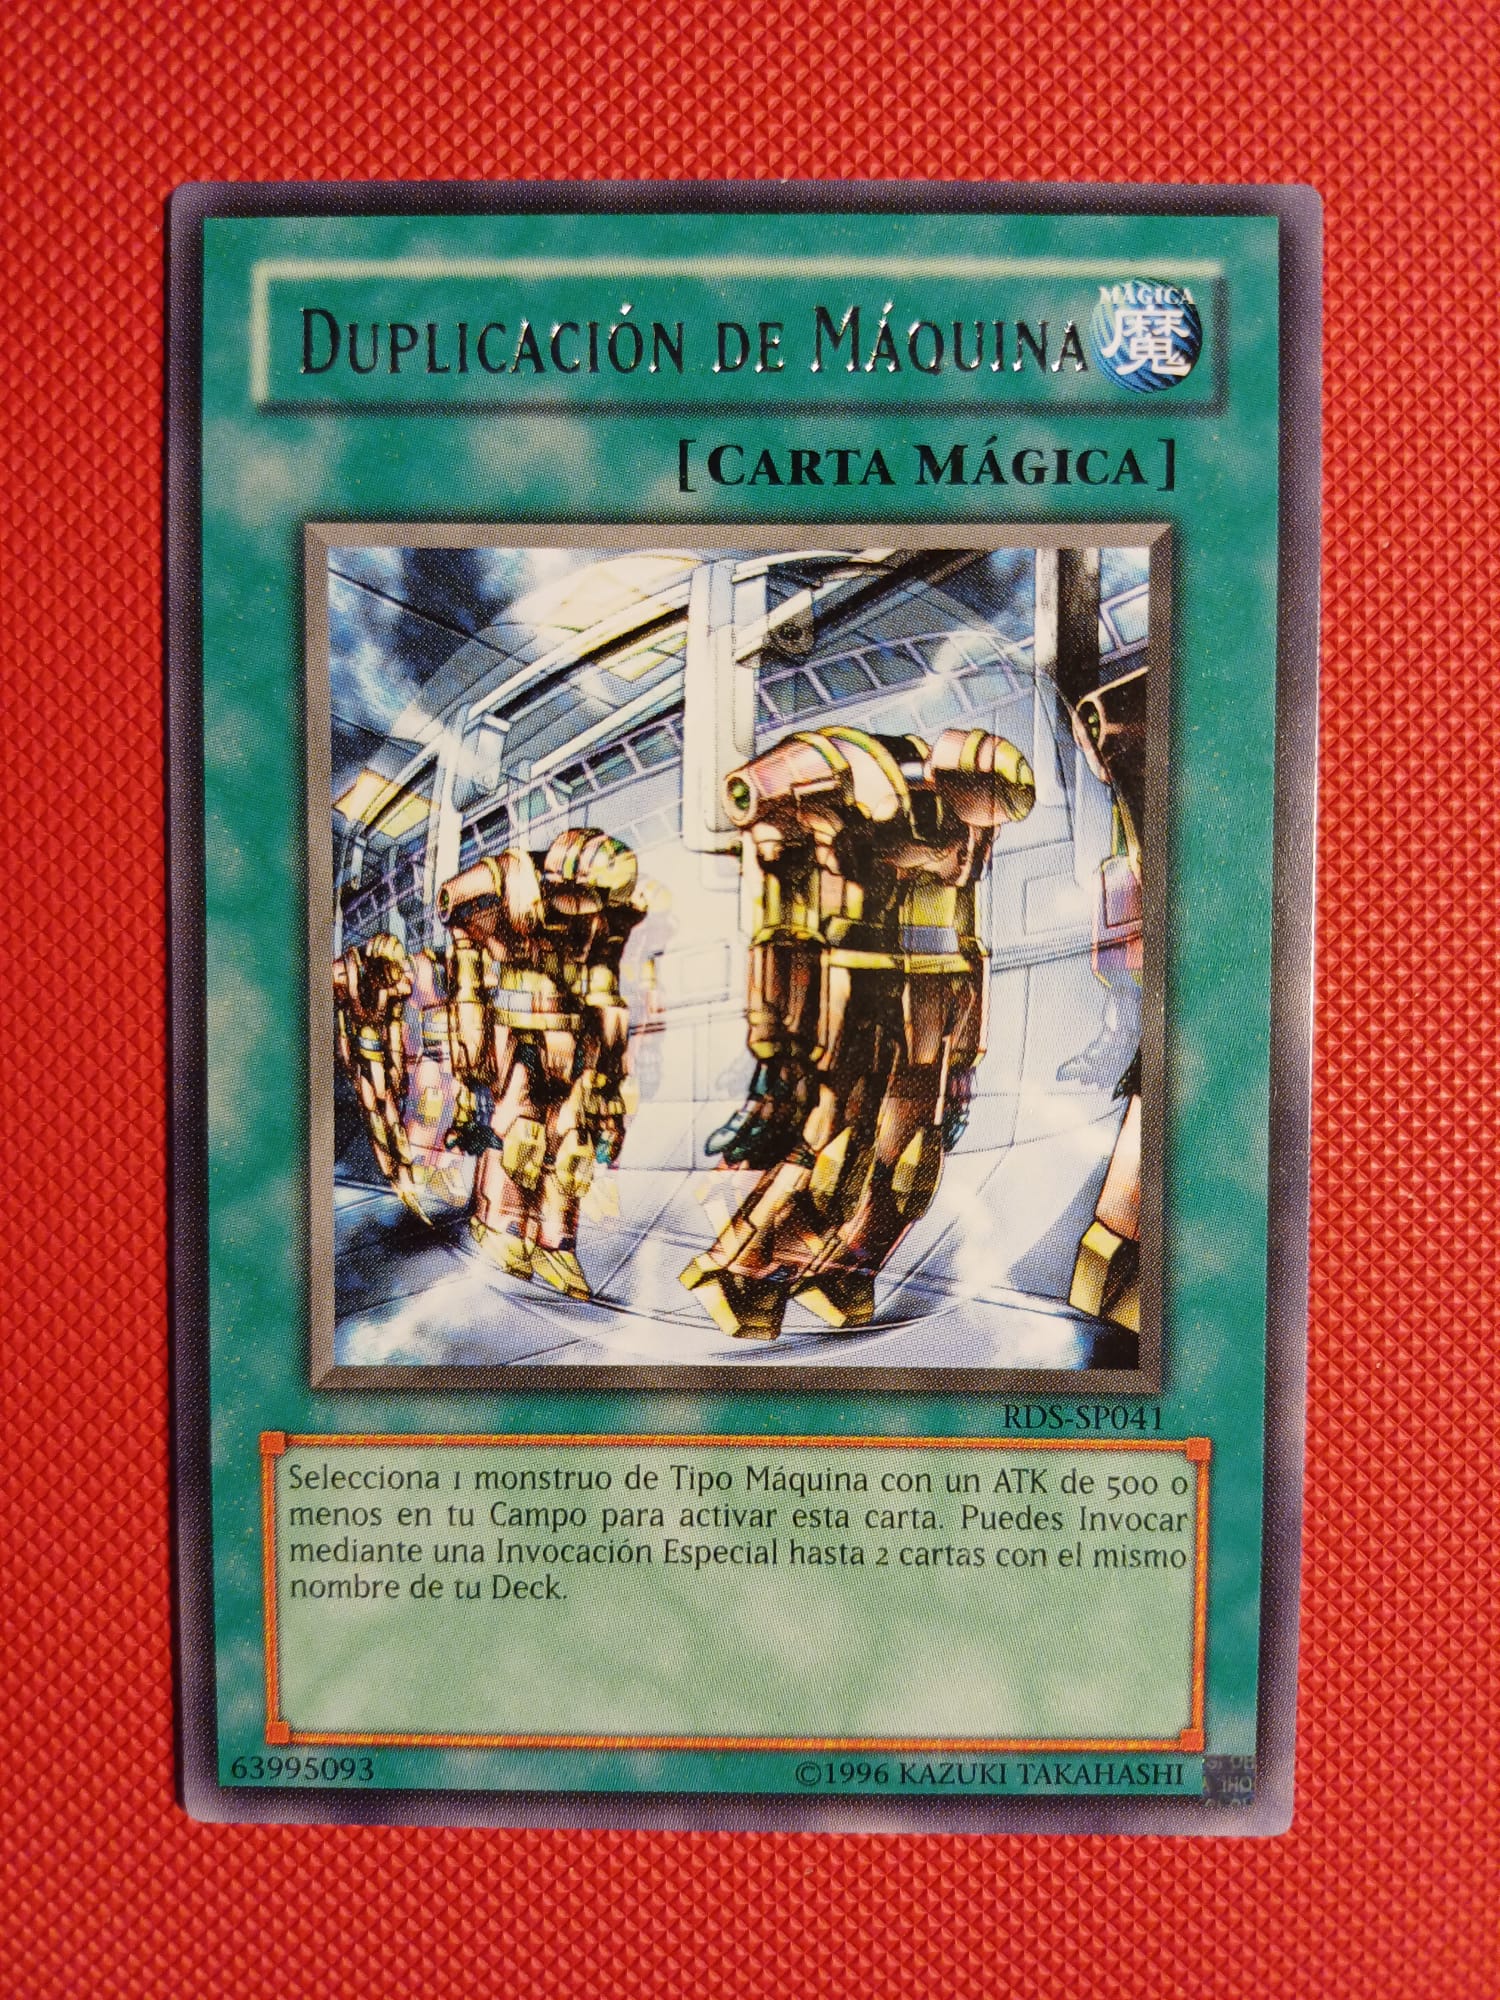 DUPLICACIÓN DE MÁQUINA
MÁGICA
魔
[CARTA MÁGICA]
RDS-SP041
Selecciona 1 monstruo de Tipo Máquina con un ATK de 500 o
menos en tu Campo para activar esta carta. Puedes Invocar
mediante una Invocación Especial hasta 2 cartas con el mismo
nombre de tu Deck.
63995093
©1996 KAZUKI TAKAHASHI